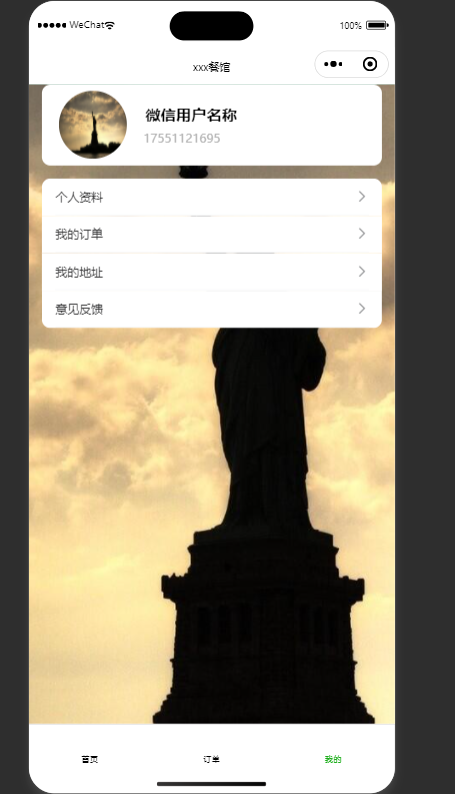 WeChat 100%
xxx餐馆
微信用户名称
17551121695
个人资料
我的订单
我的地址
意见反馈
首页 订单 我的